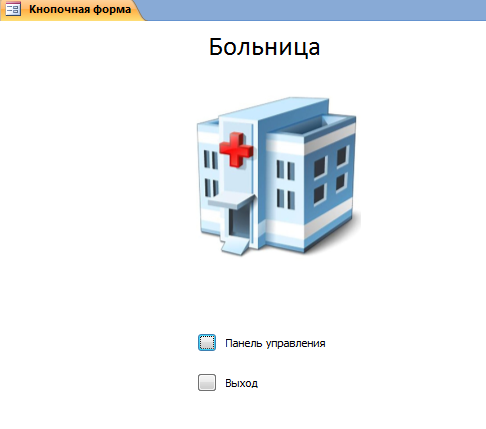 Кнопочная форма
Больница
Панель управления
Выход